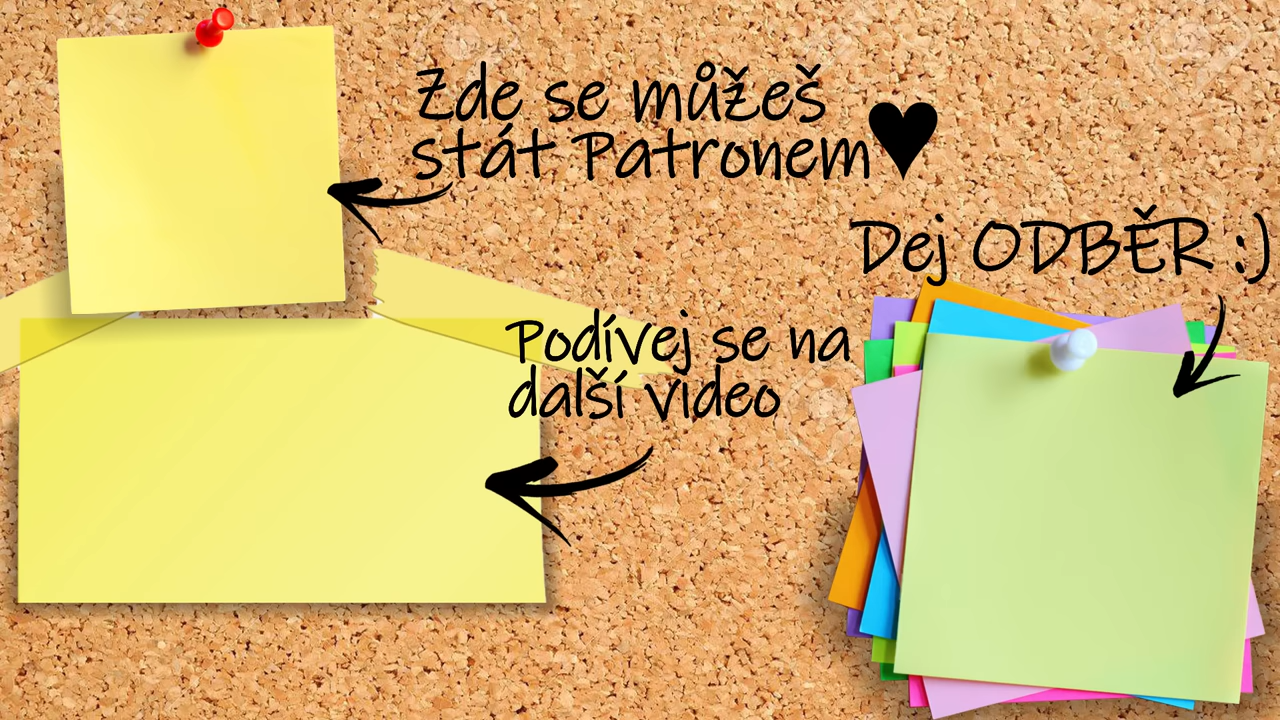 Zde se můžeš
stát Patronem♥
Dej ODBĚR :)
Podívej se na
další video